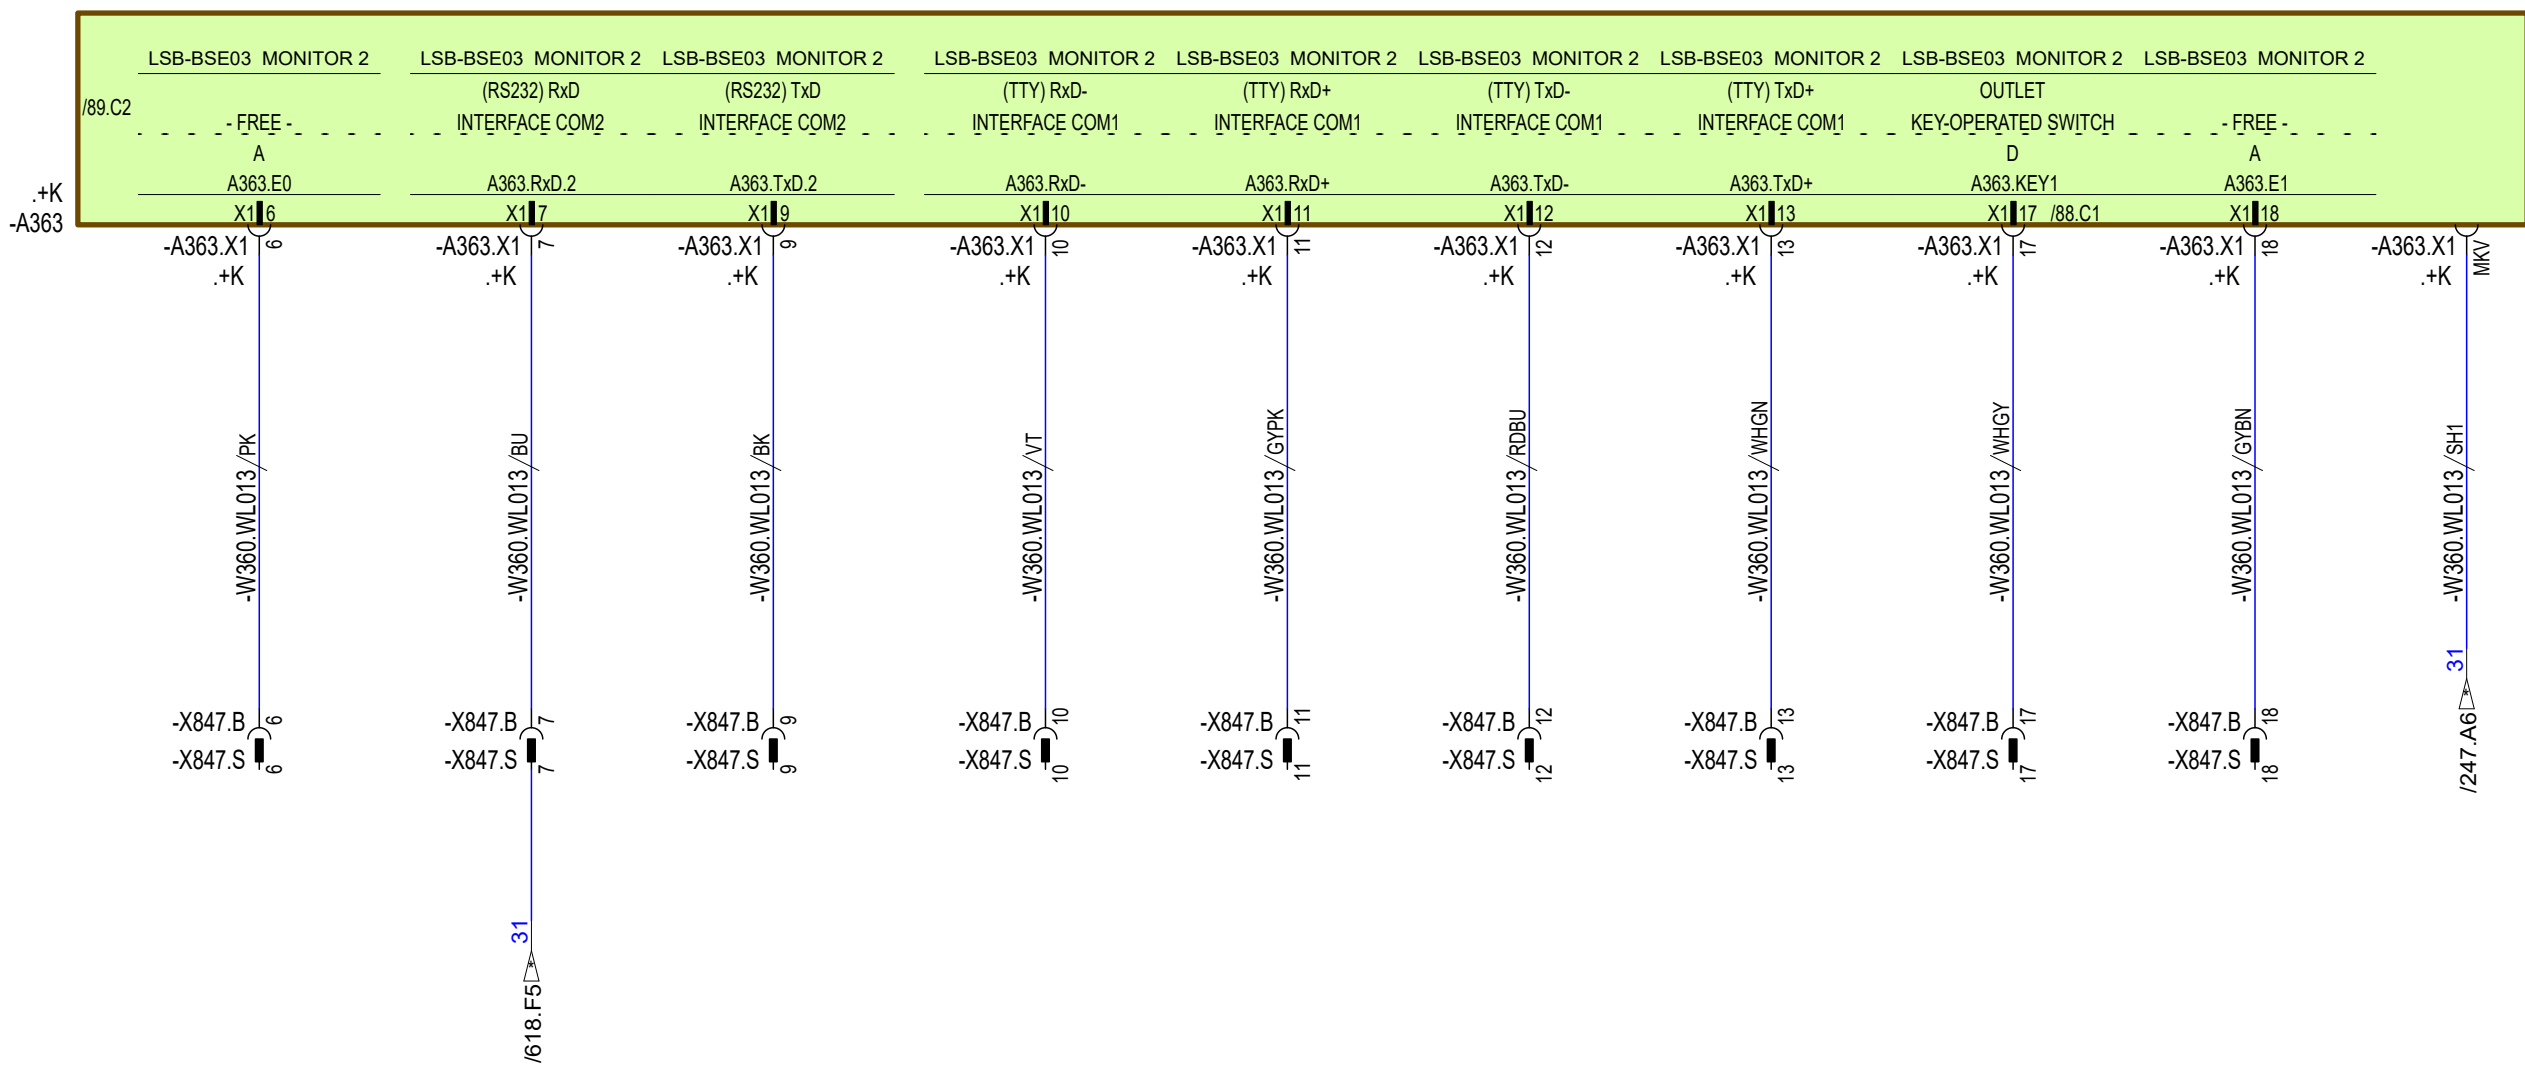 LSB-BSE03 MONITOR 2 LSB-BSE03 MONITOR 2 LSB-BSE03 MONITOR 2 LSB-BSE03 MONITOR 2 LSB-BSE03 MONITOR 2 LSB-BSE03 MONITOR 2 LSB-BSE03 MONITOR 2 LSB-BSE03 MONITOR 2 LSB-BSE03 MONITOR 2
(RS232) RxD (RS232) TxD (TTY) RxD- (TTY) RxD+ (TTY) TxD- (TTY) TxD+ OUTLET
/89.C2
- FREE - INTERFACE COM2 INTERFACE COM2 INTERFACE COM1 INTERFACE COM1 INTERFACE COM1 INTERFACE COM1 KEY-OPERATED SWITCH - FREE -
A D A
A363.E0 A363.RxD.2 A363.TxD.2 A363.RxD- A363.RxD+ A363.TxD- A363.TxD+ A363.KEY1 A363.E1
.+K
X1 6 X1 7 X1 9 X1 10 X1 11 X1 12 X1 13 X1 17 /88.C1 X1 18
-A363
-A363.X1 6 -A363.X1 7 -A363.X1 9 -A363.X1 10 -A363.X1 11 -A363.X1 12 -A363.X1 13 -A363.X1 17 -A363.X1 18 -A363.X1 MKV
.+K .+K .+K .+K .+K .+K .+K .+K .+K .+K
-W360.WL013 /PK
-W360.WL013 /BU
-W360.WL013 /BK
-W360.WL013 /VT
-W360.WL013 /GYPK
-W360.WL013 /RDBU
-W360.WL013 /WHGN
-W360.WL013 /WHGY
-W360.WL013 /GYBN
-W360.WL013 /SH1
31
-X847.B 6 -X847.B 7 -X847.B 9 -X847.B 10 -X847.B 11 -X847.B 12 -X847.B 13 -X847.B 17 -X847.B 18
-X847.S 6 -X847.S 7 -X847.S 9 -X847.S 10 -X847.S 11 -X847.S 12 -X847.S 13 -X847.S 17 -X847.S 18
*
/247.A6
31
*
/618.F5